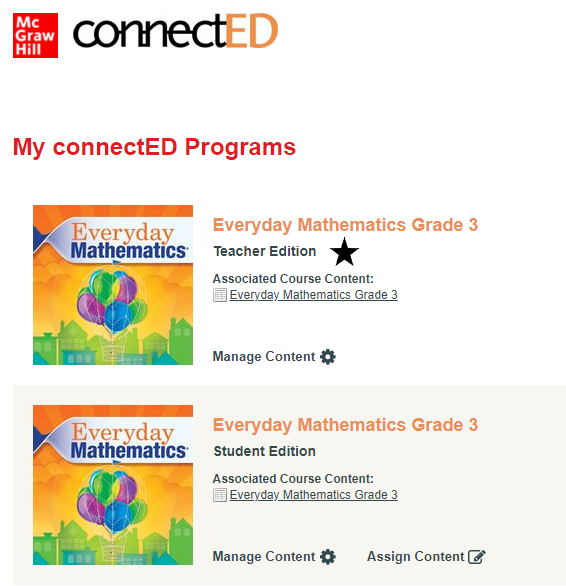 Mc
Graw
Hill
connectED
My connectED Programs
Everyday
Mathematics®
Everyday Mathematics Grade 3
Teacher Edition
Associated Course Content:
Everyday Mathematics Grade 3
Manage Content
Everyday
Mathematics®
Everyday Mathematics Grade 3
Student Edition
Associated Course Content:
Everyday Mathematics Grade 3
Manage Content Assign Content